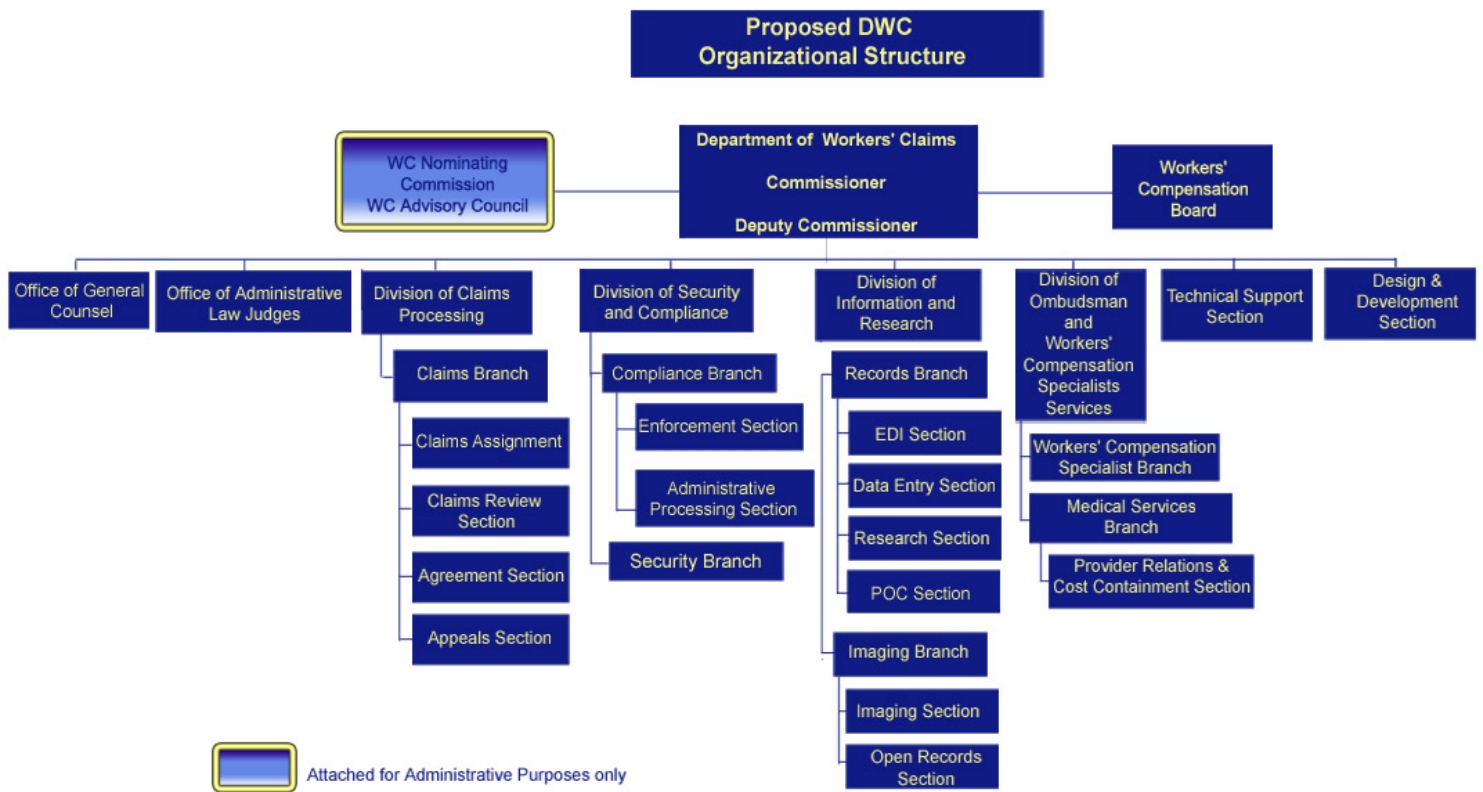 Proposed DWC
Organizational Structure
WC Nominating
Commission
WC Advisory Council
Department of Workers' Claims
Commissioner
Deputy Commissioner
Workers'
Compensation
Board
Office of General
Counsel
Office of Administrative
Law Judges
Division of Claims
Processing
Claims Branch
Claims Assignment
Claims Review
Section
Agreement Section
Appeals Section
Division of Security
and Compliance
Compliance Branch
Enforcement Section
Administrative
Processing Section
Security Branch
Division of
Information and
Research
Records Branch
EDI Section
Data Entry Section
Research Section
POC Section
Imaging Branch
Imaging Section
Open Records
Section
Division of
Ombudsman
and
Workers'
Compensation
Specialists
Services
Workers' Compensation
Specialist Branch
Medical Services
Branch
Provider Relations &
Cost Containment Section
Technical Support
Section
Design &
Development
Section
Attached for Administrative Purposes only